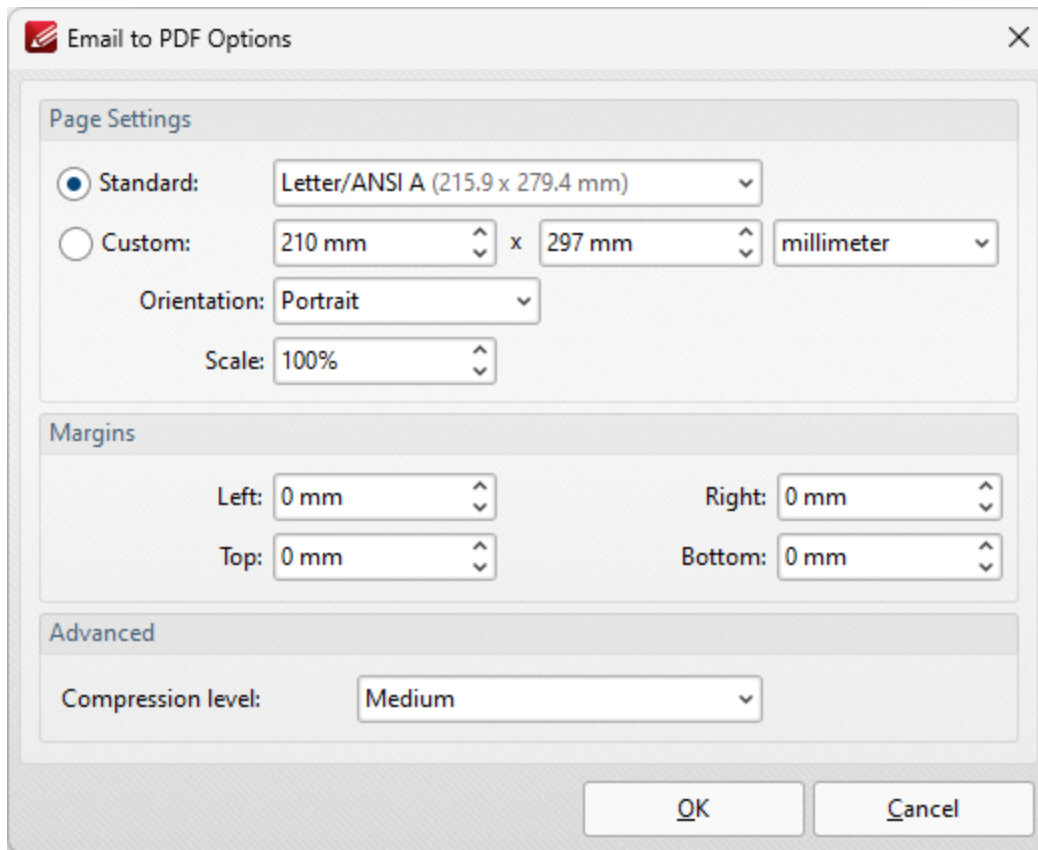 Email to PDF Options
Page Settings
Standard: Letter/ANSI A (215.9 x 279.4 mm)
Custom: 210 mm x 297 mm millimeter
Orientation: Portrait
Scale: 100%
Margins
Left: 0 mm Right: 0 mm
Top: 0 mm Bottom: 0 mm
Advanced
Compression level: Medium
OK Cancel